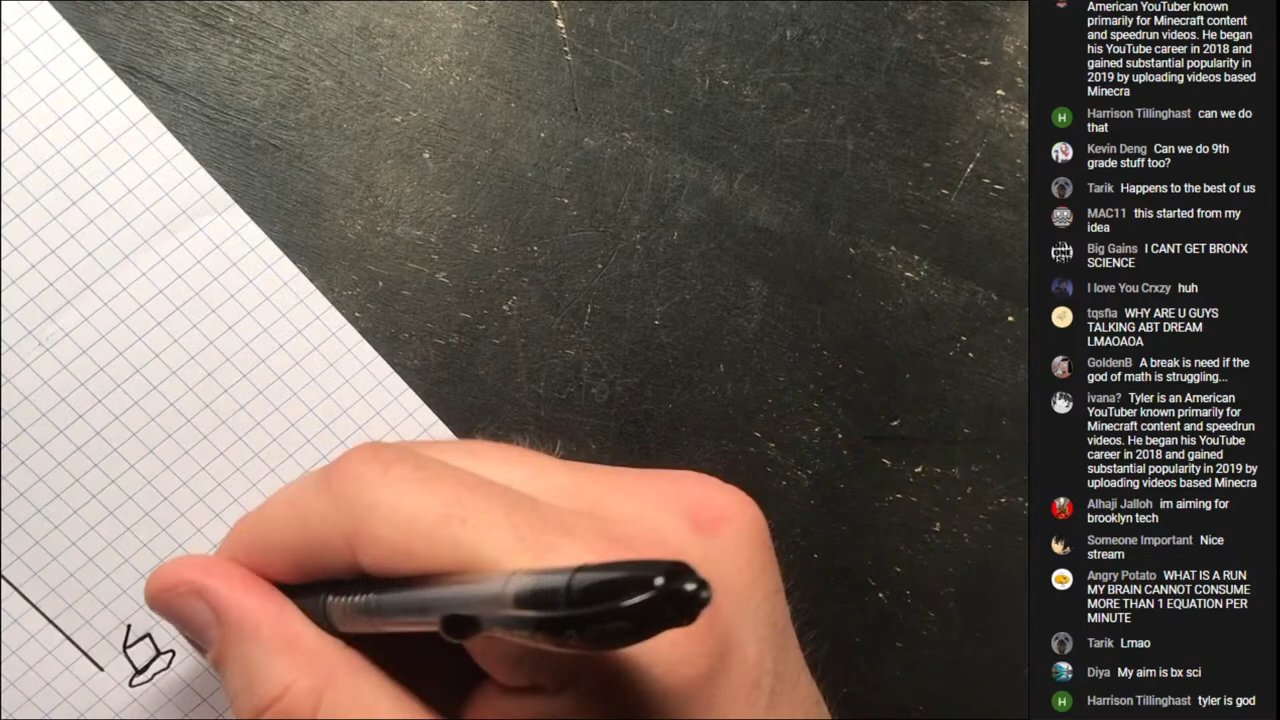 American YouTuber known
primarily for Minecraft content
and speedrun videos. He began
his YouTube career in 2018 and
gained substantial popularity in
2019 by uploading videos based
Minecra
H
Harrison Tillinghast can we do
that
Kevin Deng Can we do 9th
grade stuff too?
Tarik Happens to the best of us
MAC11 this started from my
idea
Big Gains I CANT GET BRONX
SCIENCE
I love You Crxzy huh
tqsfia WHY ARE U GUYS
TALKING ABT DREAM
LMAOAOA
GoldenB A break is need if the
god of math is struggling...
ivana? Tyler is an American
YouTuber known primarily for
Minecraft content and speedrun
videos. He began his YouTube
career in 2018 and gained
substantial popularity in 2019 by
uploading videos based Minecra
Alhaji Jalloh im aiming for
brooklyn tech
Someone Important Nice
stream
Angry Potato WHAT IS A RUN
MY BRAIN CANNOT CONSUME
MORE THAN 1 EQUATION PER
MINUTE
Tarik Lmao
Diya My aim is bx sci
H
Harrison Tillinghast tyler is god